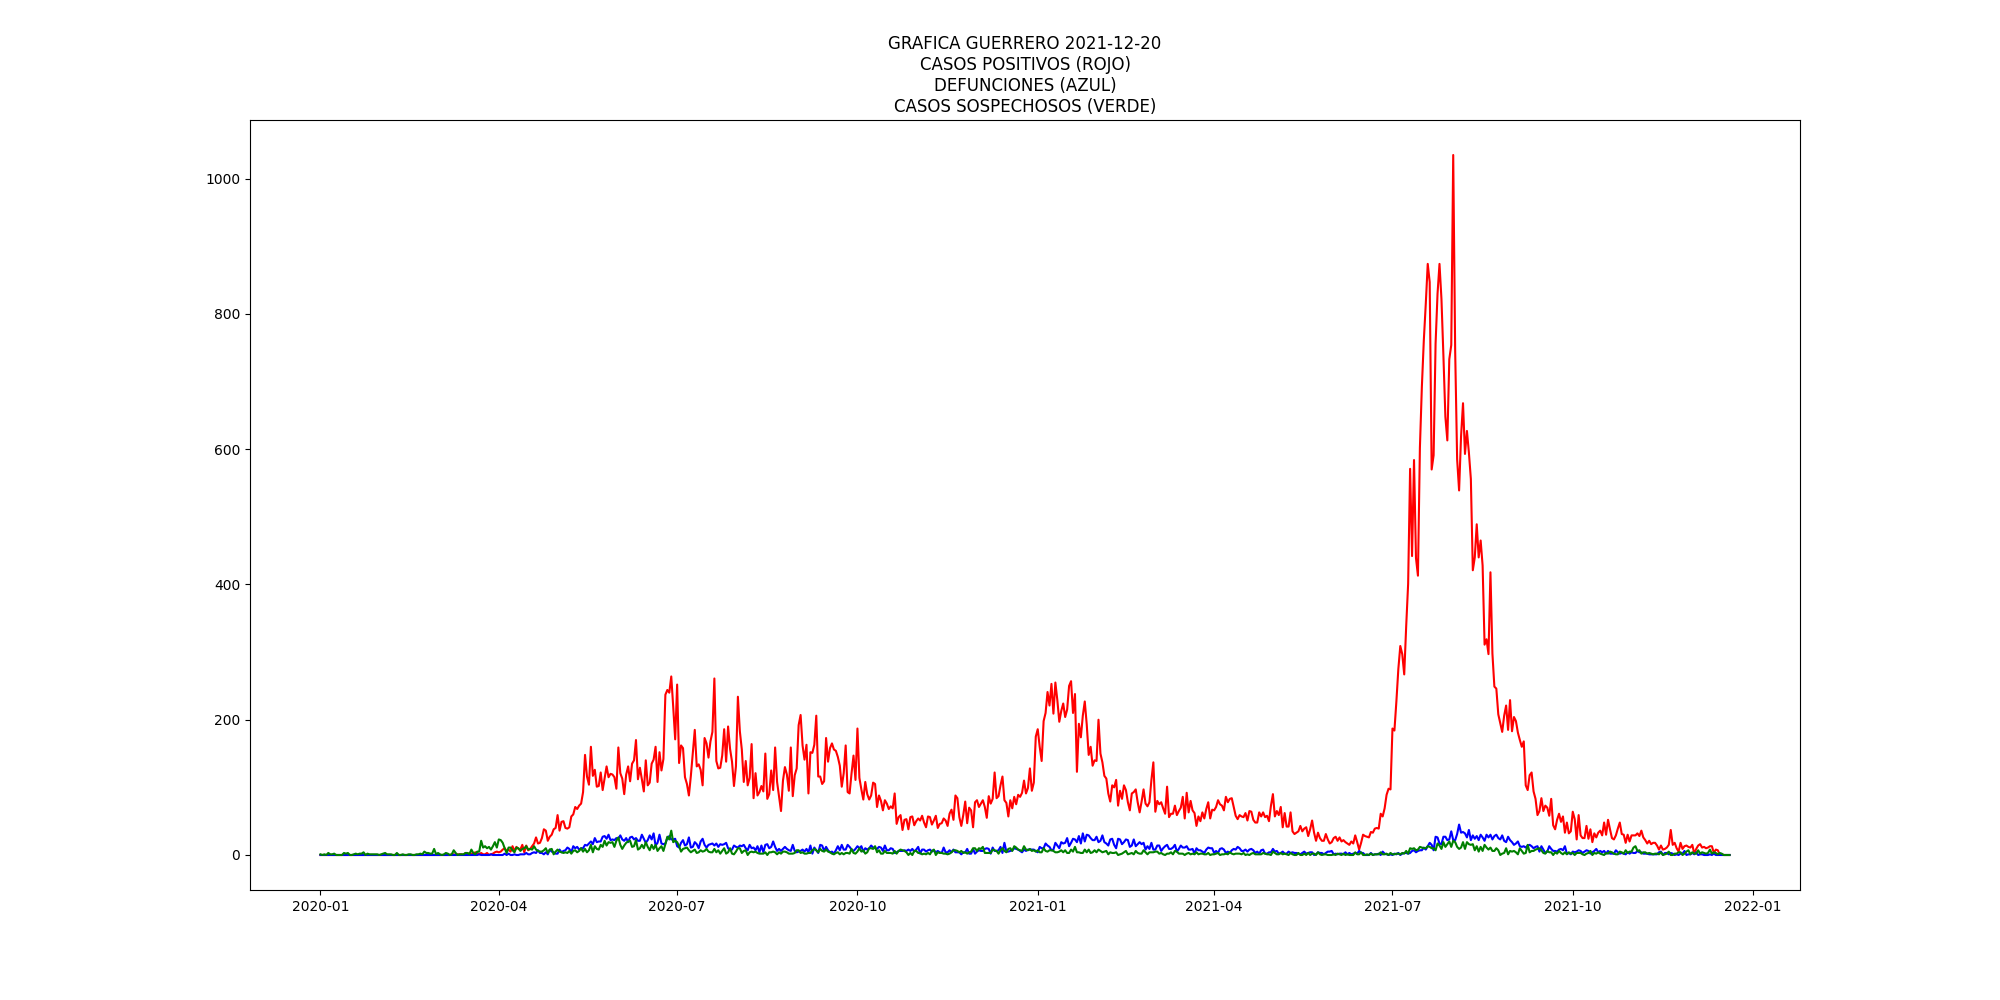 GRAFICA GUERRERO 2021-12-20
CASOS POSITIVOS (ROJO)
DEFUNCIONES (AZUL)
CASOS SOSPECHOSOS (VERDE)
1000
800
600
400
200
0
2020-01 2020-04 2020-07 2020-10 2021-01 2021-04 2021-07 2021-10 2022-01